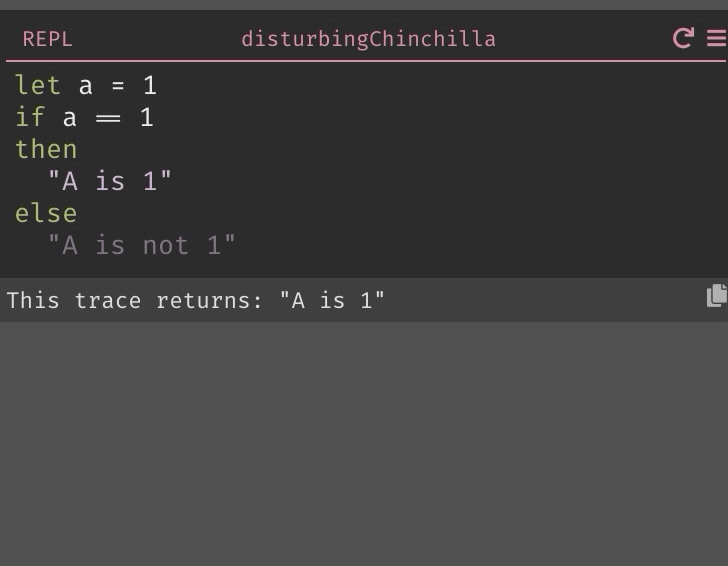 REPL disturbingChinchilla
let a = 1
if a == 1
then
"A is 1"
else
"A is not 1"
This trace returns: "A is 1"